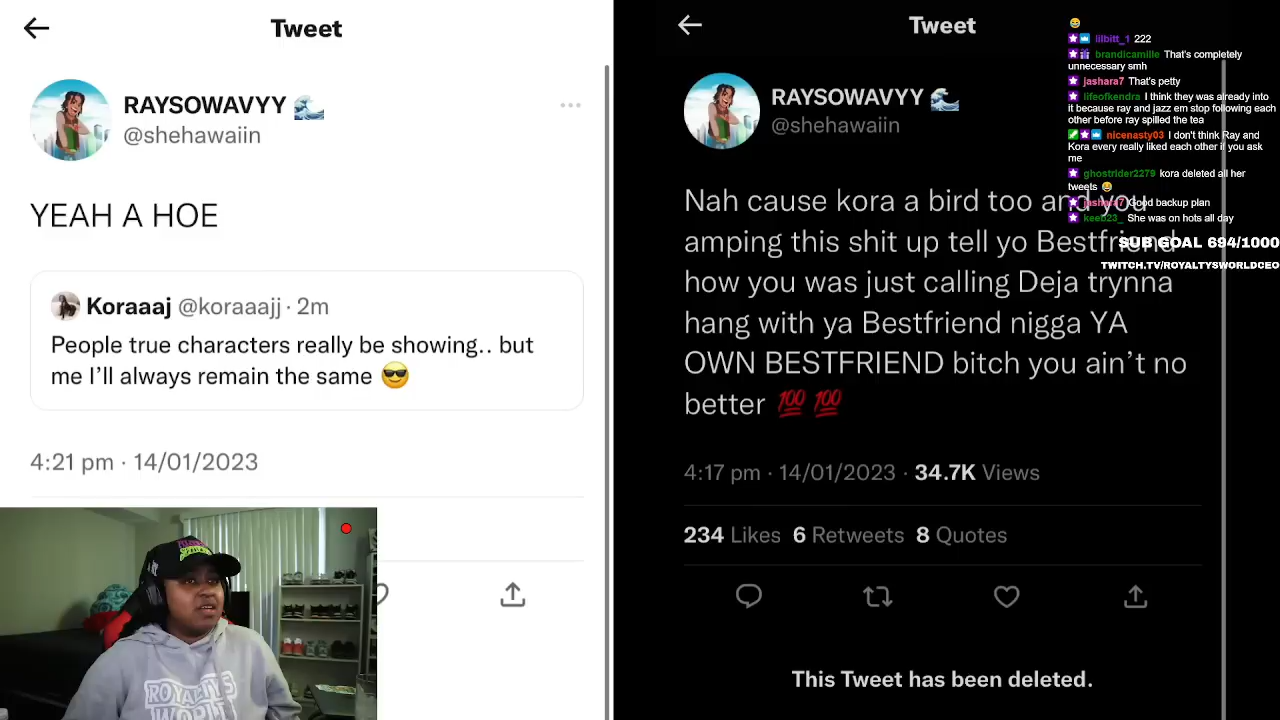 Tweet
RAYSOWAVYY 🌊
@shehawaiin
YEAH A HOE
Koraaaj @koraaajj · 2m
People true characters really be showing.. but
me I’ll always remain the same 😎
4:21 pm · 14/01/2023
ROYALTY'S
WORLD
Tweet
RAYSOWAVYY 🌊
@shehawaiin
Nah cause kora a bird too and you
amping this shit up tell yo Bestfriend
how you was just calling Deja trynna
hang with ya Bestfriend nigga YA
OWN BESTFRIEND bitch you ain’t no
better 💯 💯
4:17 pm · 14/01/2023 · 34.7K Views
234 Likes 6 Retweets 8 Quotes
This Tweet has been deleted.
😂
lilbitt_1 222
brandicamille That's completely
unnecessary smh
jashara7 That's petty
lifeofkendra I think they was already into
it because ray and jazz em stop following each
other before ray spilled the tea
nicenasty03 I don't think Ray and
Kora every really liked each other if you ask
me
ghostrider2279 kora deleted all her
tweets 😂
jashara7 Good backup plan
keeb23_ She was on hots all day
SUB GOAL 694/1000
TWITCH.TV/ROYALTYSWORLDCEO